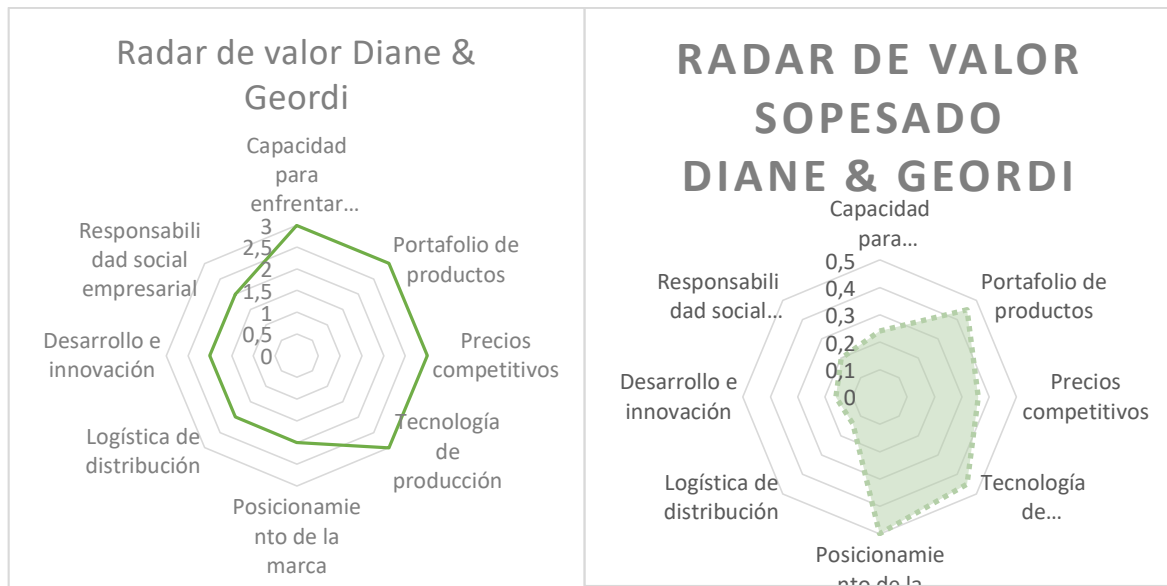 Radar de valor Diane &
Geordi
Capacidad
para
enfrentar...
Portafolio de
productos
Precios
competitivos
Tecnología
de
producción
Posicionamie
nto de la
marca
Logística de
distribución
Desarrollo e
innovación
Responsabili
dad social
empresarial
3
2,5
2
1,5
1
0,5
0
RADAR DE VALOR
SOPESADO
DIANE & GEORDI
Capacidad
para...
Portafolio de
productos
Precios
competitivos
Tecnología
de...
Posicionamie
nto de la
Logística de
distribución
Desarrollo e
innovación
Responsabili
dad social...
0,5
0,4
0,3
0,2
0,1
0